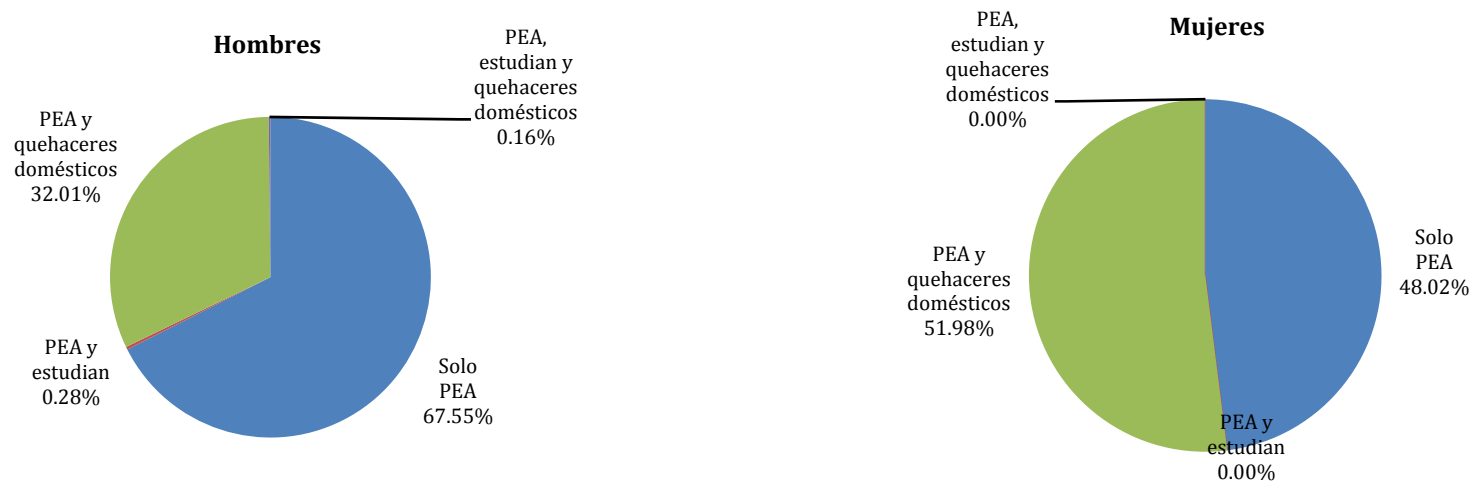 Hombres
PEA,
estudian y
quehaceres
domésticos
0.16%
PEA y
quehaceres
domésticos
32.01%
PEA y
estudian
0.28%
Solo
PEA
67.55%
Mujeres
PEA,
estudian y
quehaceres
domésticos
0.00%
PEA y
quehaceres
domésticos
51.98%
Solo
PEA
48.02%
PEA y
estudian
0.00%